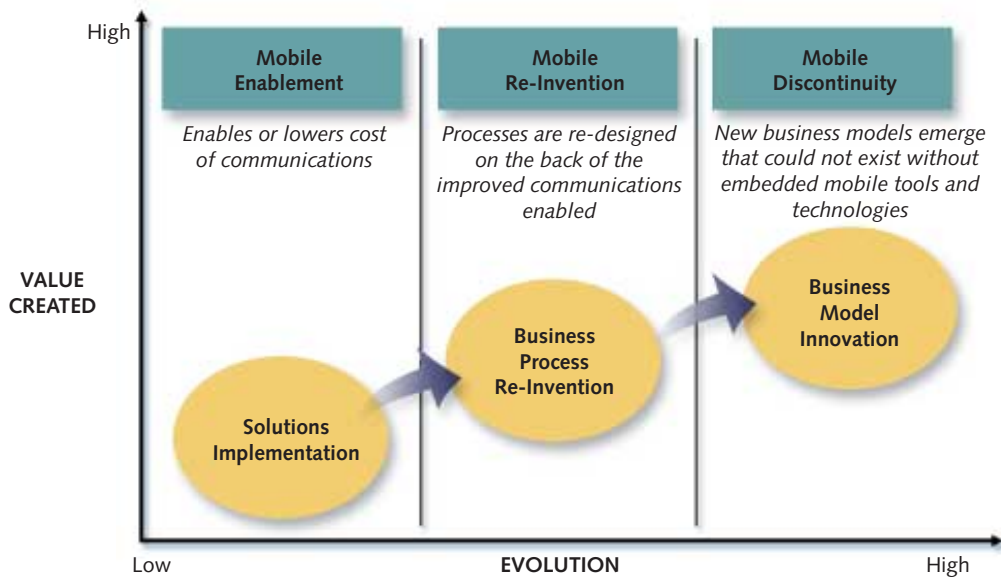 High
Mobile
Enablement
Mobile
Re-Invention
Mobile
Discontinuity
Enables or lowers cost
of communications
Processes are re-designed
on the back of the
improved communications
enabled
New business models emerge
that could not exist without
embedded mobile tools and
technologies
VALUE
CREATED
Solutions
Implementation
Business
Process
Re-Invention
Business
Model
Innovation
Low
EVOLUTION
High